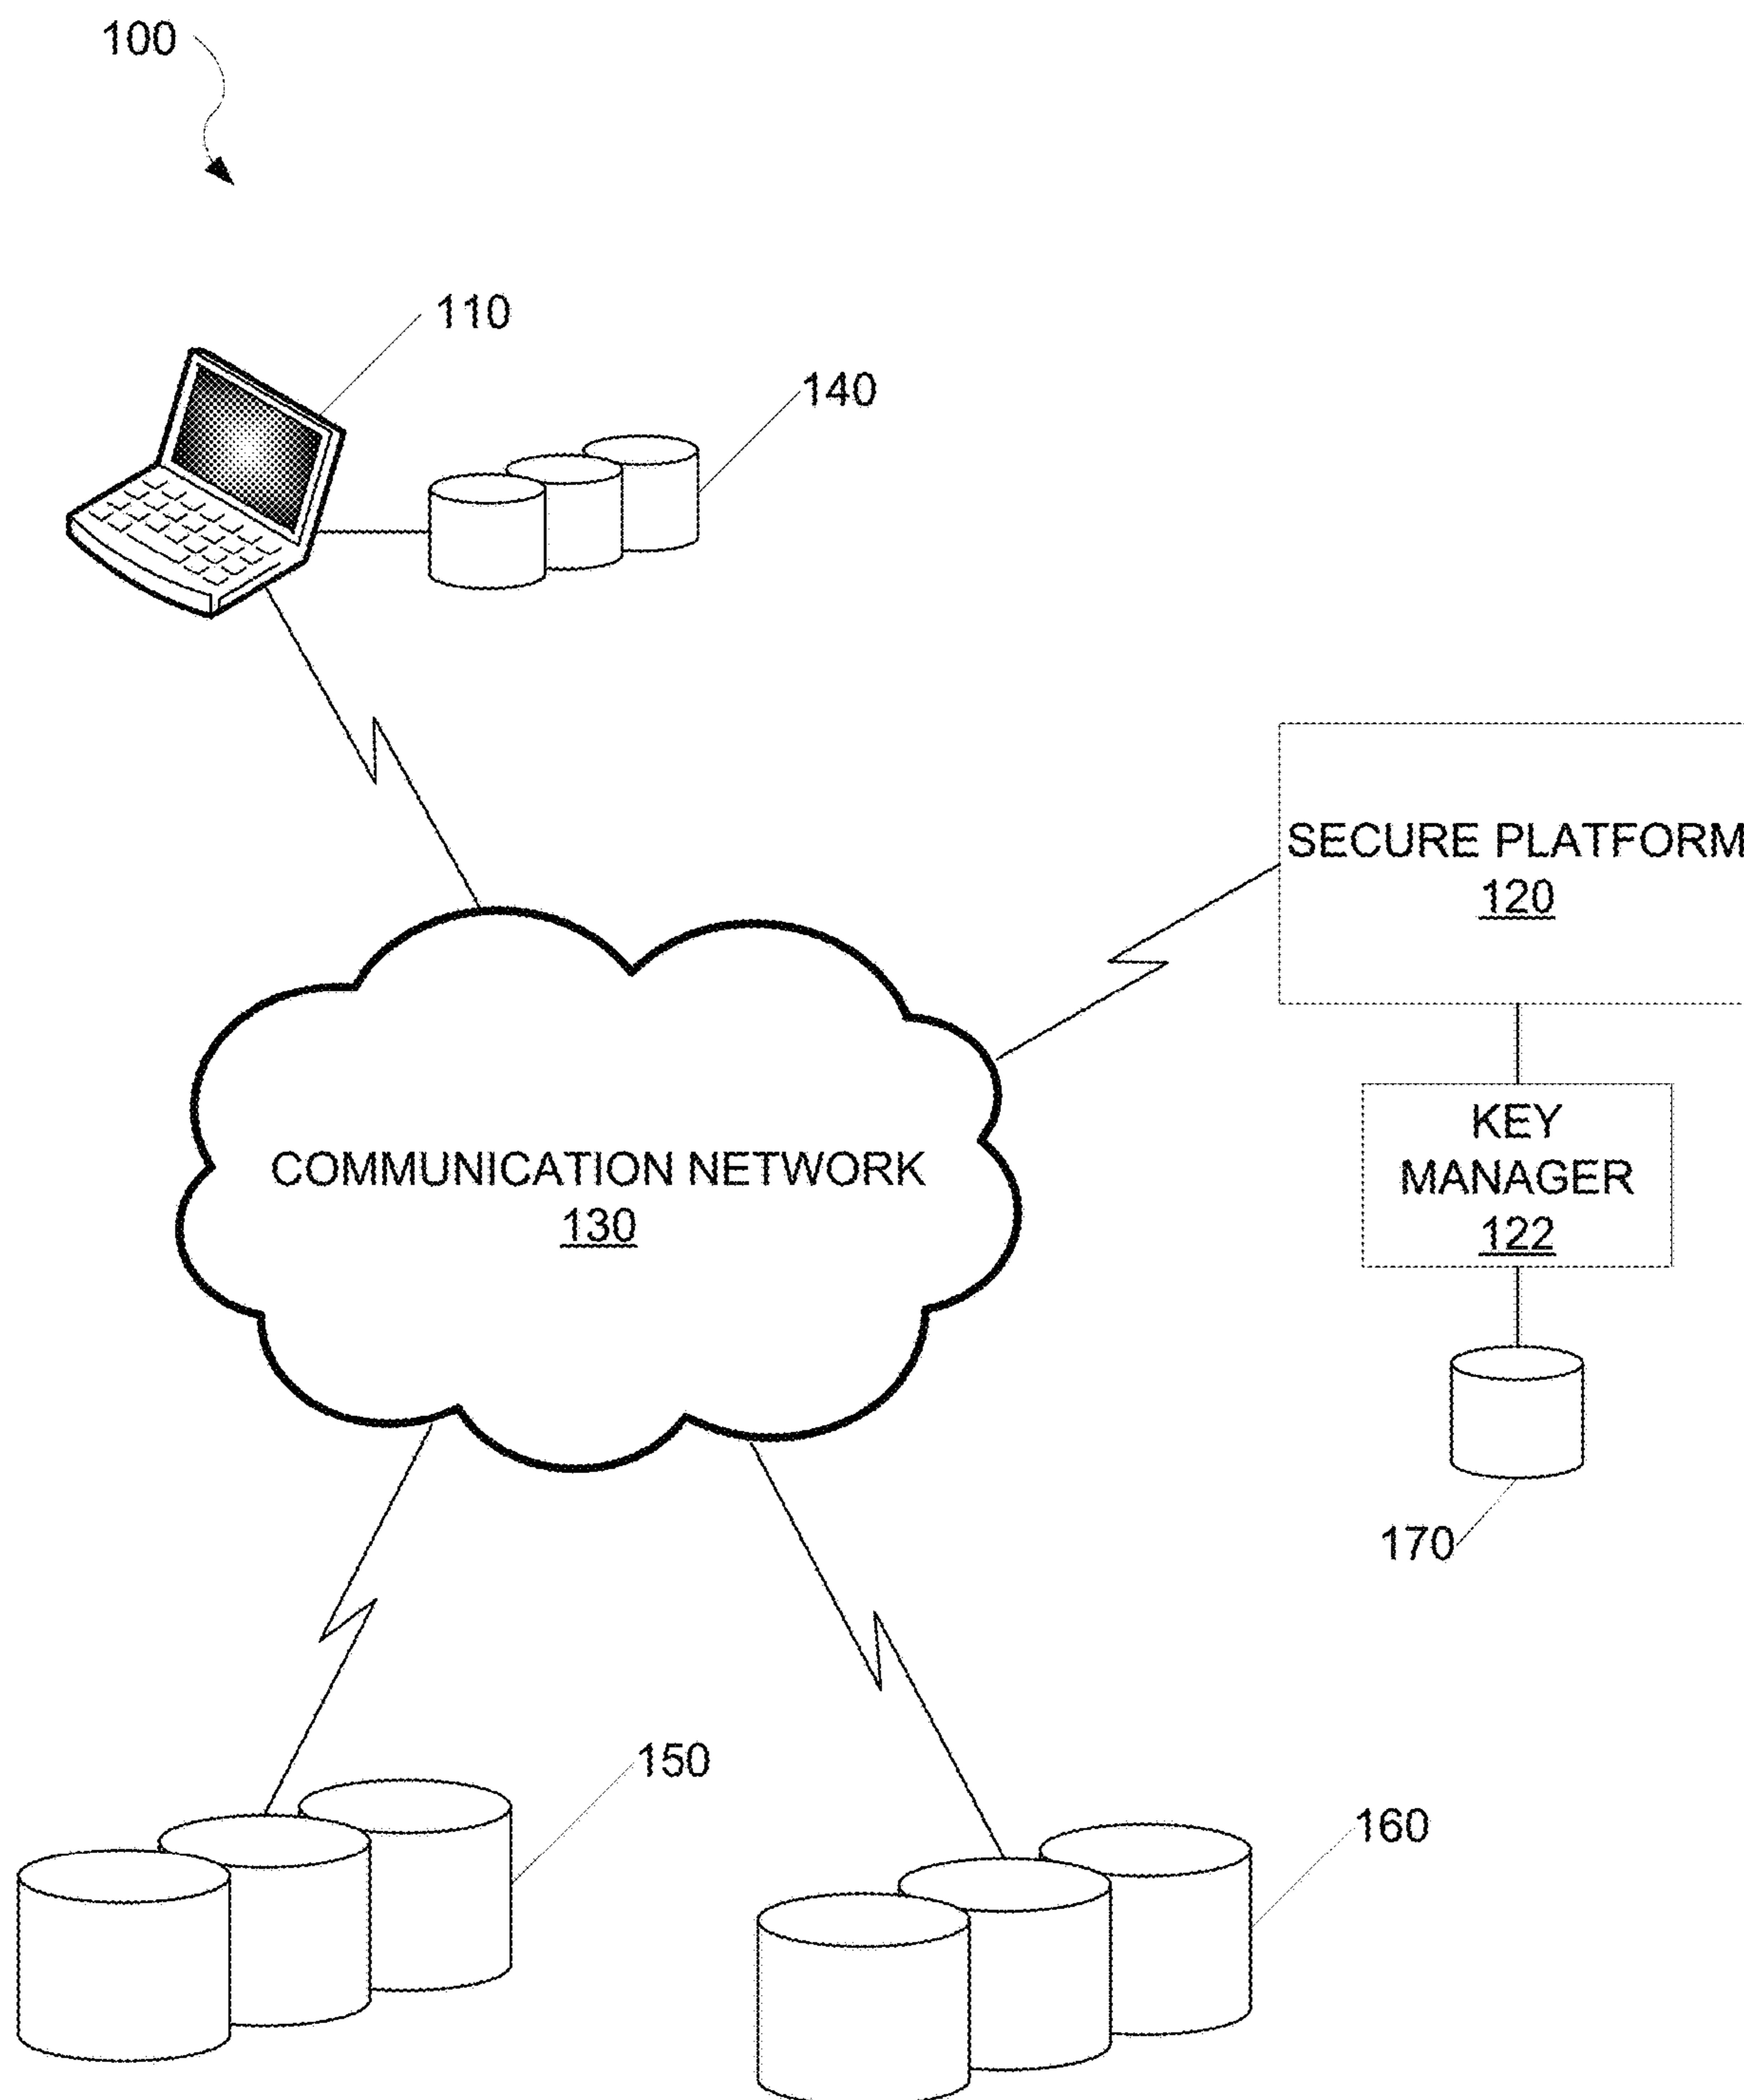 100
110
140
SECURE PLATFORM
120
KEY
MANAGER
122
COMMUNICATION NETWORK
130
170
150
160